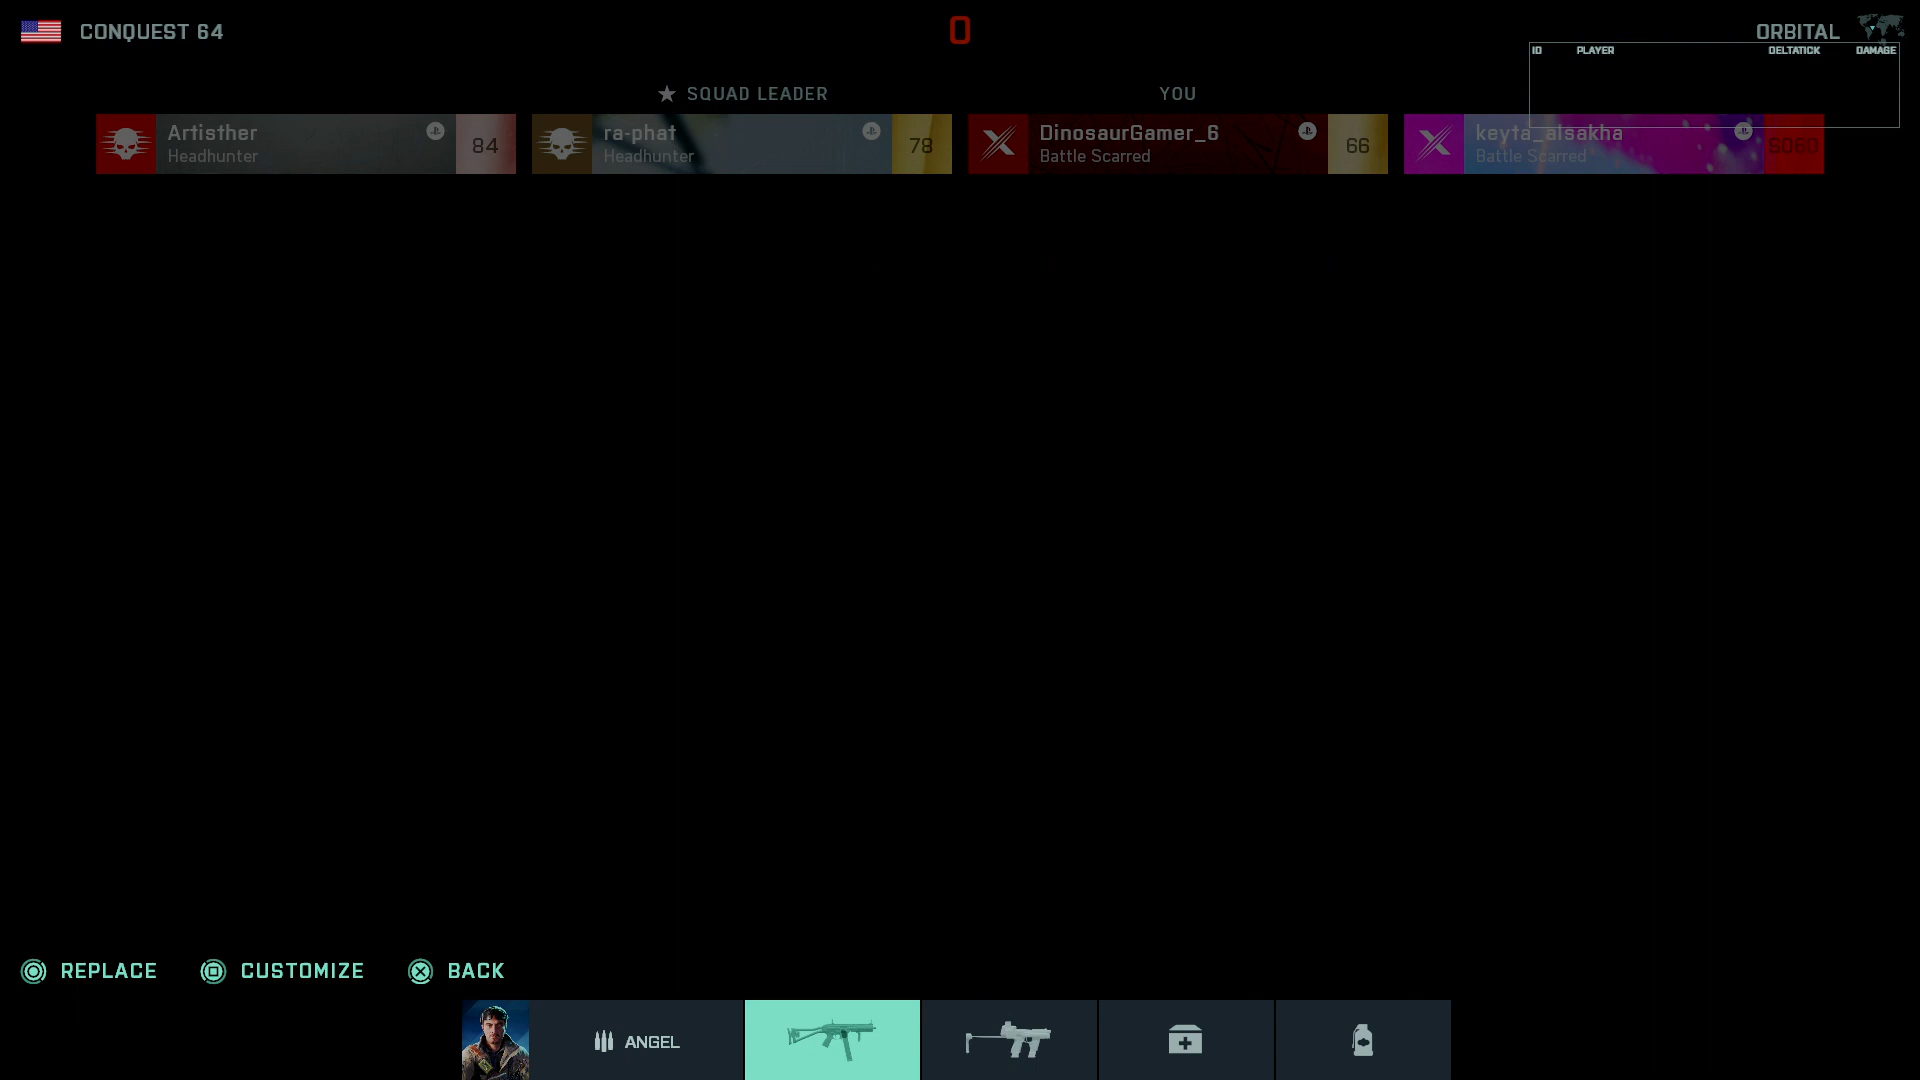 CONQUEST 64
0
ORBITAL
ID PLAYER DELTATICK DAMAGE
SQUAD LEADER
YOU
Artisther
Headhunter
84
ra-phat
Headhunter
78
DinosaurGamer_6
Battle Scarred
66
keyta_alsakha
Battle Scarred
S060
REPLACE
CUSTOMIZE
BACK
ANGEL